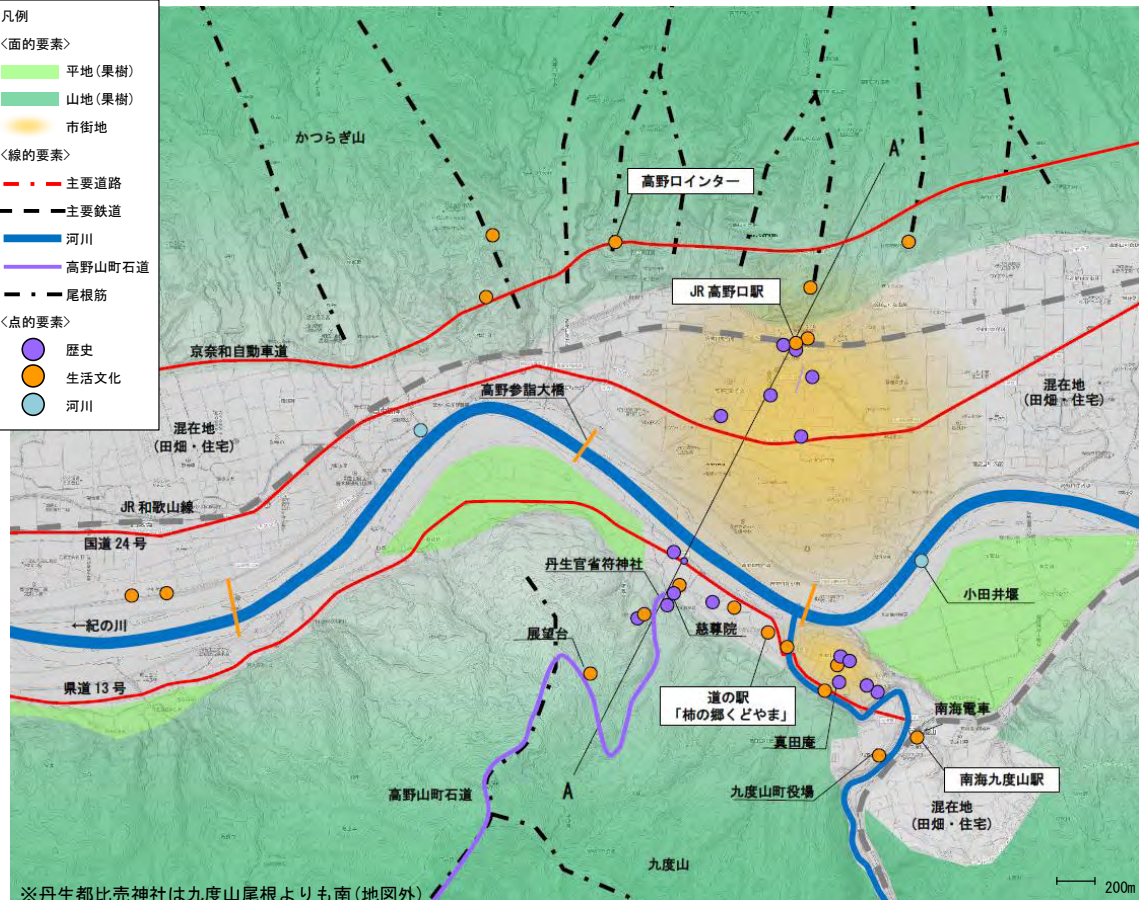 凡例
<面的要素>
平地(果樹)
山地(果樹)
市街地
<線的要素>
主要道路
主要鉄道
河川
高野山町石道
尾根筋
<点的要素>
歴史
生活文化
河川
かつらぎ山
A'
高野口インター
JR 高野口駅
京奈和自動車道
高野参詣大橋
混在地
(田畑・住宅)
混在地
(田畑・住宅)
JR 和歌山線
国道 24 号
丹生官省符神社
小田井堰
←紀の川
展望台
慈尊院
県道 13 号
道の駅
「柿の郷くどやま」
南海電車
真田庵
高野山町石道
A
九度山町役場
南海九度山駅
混在地
(田畑・住宅)
九度山
※丹生都比売神社は九度山尾根よりも南(地図外)
200m